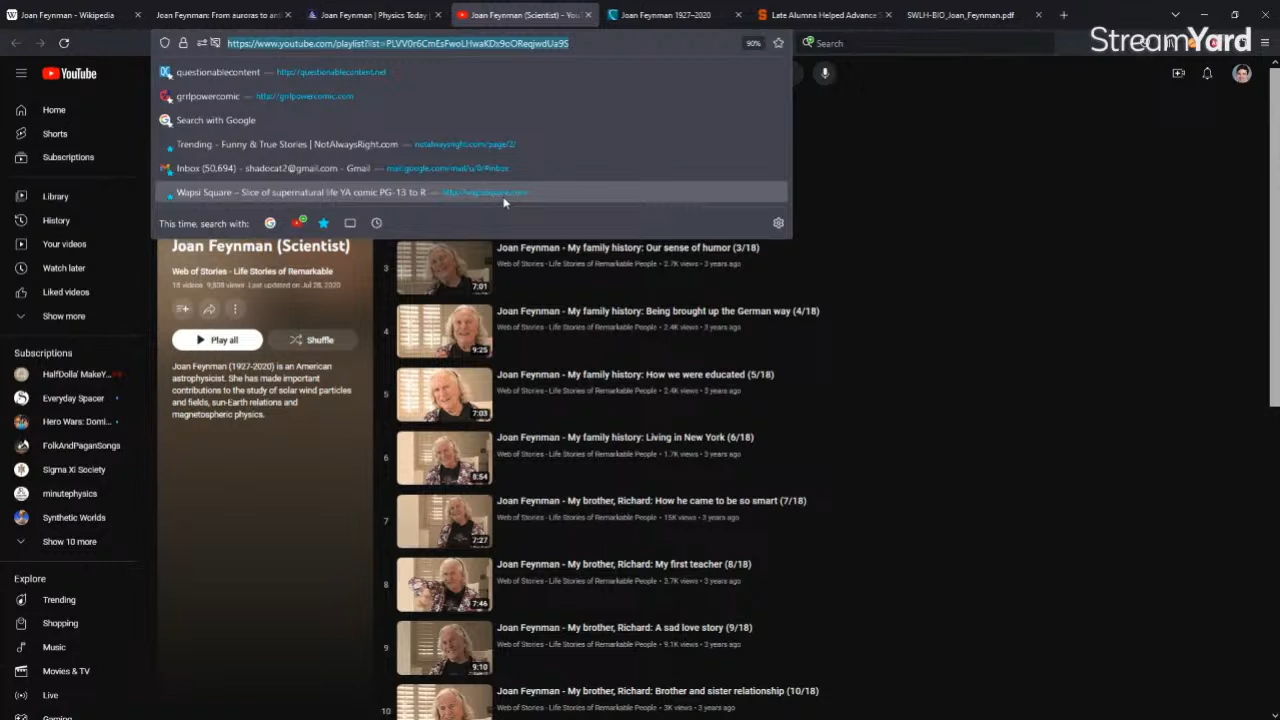 Joan Feynman - Wikipedia
Joan Feynman: From auroras to ant
Joan Feynman | Physics Today
Joan Feynman (Scientist) - You
Joan Feynman 1927–2020
Late Alumna Helped Advance S
SWLH-BIO_Joan_Feynman.pdf
https://www.youtube.com/playlist?list=PLVV0r6CmEsFwoLHwaKDx9oOReqjwdUa9S
90%
Search
StreamYard
YouTube
questionablecontent — http://questionablecontent.net
grrlpowercomic — http://grrlpowercomic.com
Search with Google
Trending - Funny & True Stories | NotAlwaysRight.com — notalwaysright.com/page/2/
Inbox (50,694) - shadocat2@gmail.com - Gmail — mail.google.com/mail/u/0/#inbox
Wapsi Square – Slice of supernatural life YA comic PG-13 to R — http://wapsisquare.com
This time, search with:
Home
Shorts
Subscriptions
Library
History
Your videos
Watch later
Liked videos
Show more
Subscriptions
HalfDolla' MakeY...
Everyday Spacer
Hero Wars: Domi...
FolkAndPaganSongs
Sigma Xi Society
minutephysics
Synthetic Worlds
Show 10 more
Explore
Trending
Shopping
Music
Movies & TV
Live
Gaming
Joan Feynman (Scientist)
Web of Stories - Life Stories of Remarkable
18 videos 9,808 views Last updated on Jul 28, 2020
Play all
Shuffle
Joan Feynman (1927-2020) is an American
astrophysicist. She has made important
contributions to the study of solar wind particles
and fields, sun-Earth relations and
magnetospheric physics.
3
7:01
Joan Feynman - My family history: Our sense of humor (3/18)
Web of Stories - Life Stories of Remarkable People • 2.7K views • 3 years ago
4
9:25
Joan Feynman - My family history: Being brought up the German way (4/18)
Web of Stories - Life Stories of Remarkable People • 2.4K views • 3 years ago
5
7:03
Joan Feynman - My family history: How we were educated (5/18)
Web of Stories - Life Stories of Remarkable People • 2.4K views • 3 years ago
6
8:54
Joan Feynman - My family history: Living in New York (6/18)
Web of Stories - Life Stories of Remarkable People • 1.7K views • 3 years ago
7
7:27
Joan Feynman - My brother, Richard: How he came to be so smart (7/18)
Web of Stories - Life Stories of Remarkable People • 15K views • 3 years ago
8
7:46
Joan Feynman - My brother, Richard: My first teacher (8/18)
Web of Stories - Life Stories of Remarkable People • 3.7K views • 3 years ago
9
9:10
Joan Feynman - My brother, Richard: A sad love story (9/18)
Web of Stories - Life Stories of Remarkable People • 9.1K views • 3 years ago
10
Joan Feynman - My brother, Richard: Brother and sister relationship (10/18)
Web of Stories - Life Stories of Remarkable People • 3K views • 3 years ago